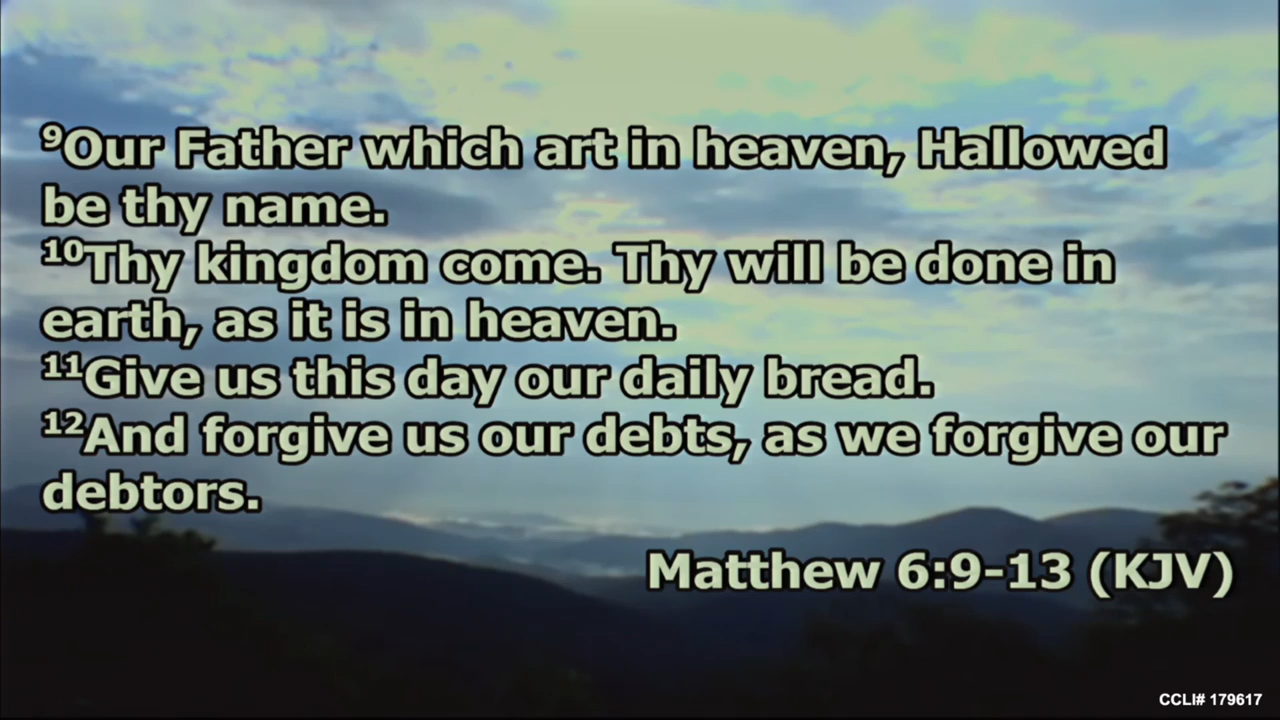 ⁹Our Father which art in heaven, Hallowed
be thy name.
¹⁰Thy kingdom come. Thy will be done in
earth, as it is in heaven.
¹¹Give us this day our daily bread.
¹²And forgive us our debts, as we forgive our
debtors.
Matthew 6:9-13 (KJV)
CCLI# 179617